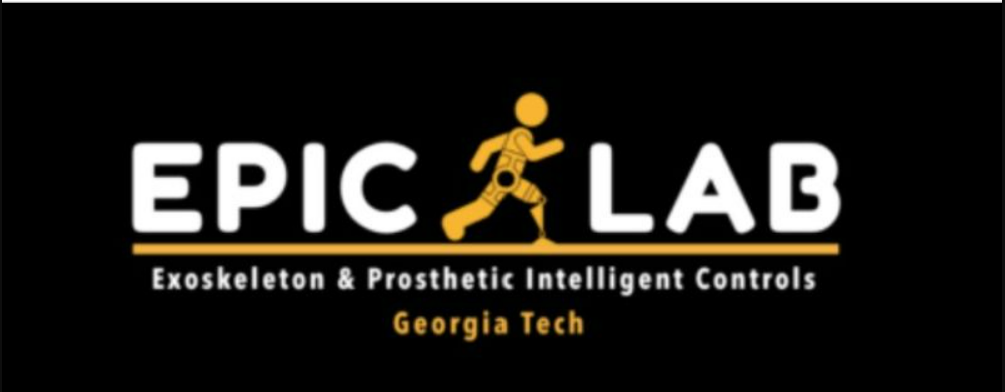 EPIC LAB
Exoskeleton & Prosthetic Intelligent Controls
Georgia Tech